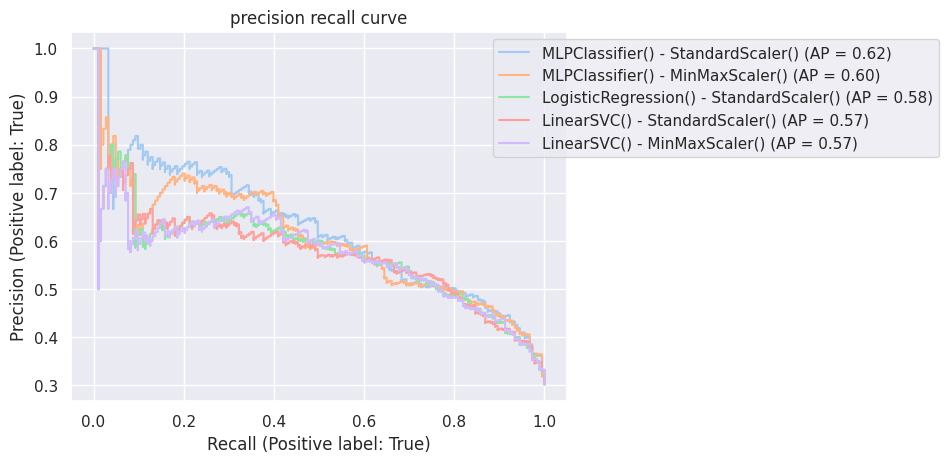 precision recall curve
MLPClassifier() - StandardScaler() (AP = 0.62)
MLPClassifier() - MinMaxScaler() (AP = 0.60)
LogisticRegression() - StandardScaler() (AP = 0.58)
LinearSVC() - StandardScaler() (AP = 0.57)
LinearSVC() - MinMaxScaler() (AP = 0.57)
Precision (Positive label: True)
1.0
0.9
0.8
0.7
0.6
0.5
0.4
0.3
0.0 0.2 0.4 0.6 0.8 1.0
Recall (Positive label: True)